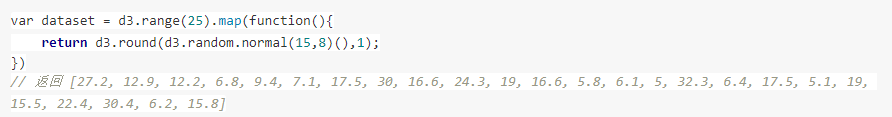 var dataset = d3.range(25).map(function(){
    return d3.round(d3.random.normal(15,8)(),1);
})
// 返回 [27.2, 12.9, 12.2, 6.8, 9.4, 7.1, 17.5, 30, 16.6, 24.3, 19, 16.6, 5.8, 6.1, 5, 32.3, 6.4, 17.5, 5.1, 19,
15.5, 22.4, 30.4, 6.2, 15.8]